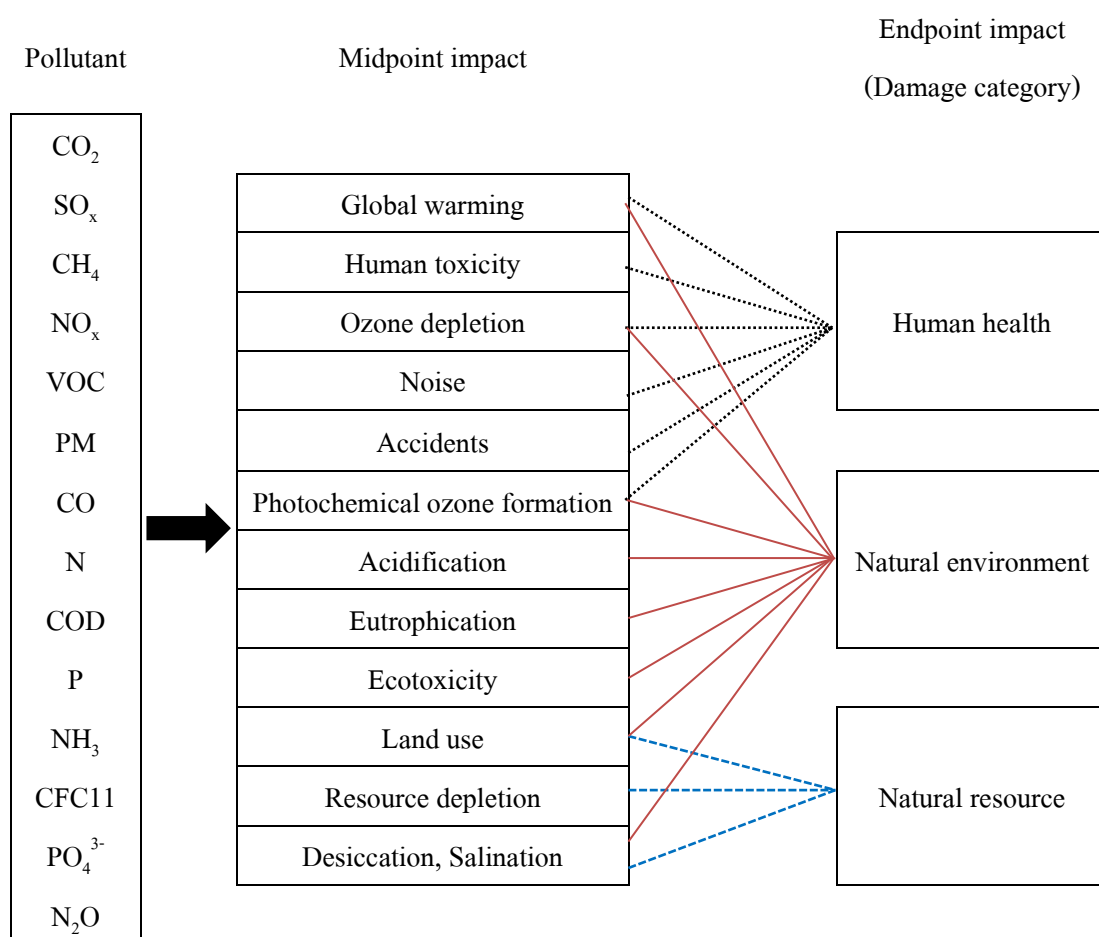 Pollutant
Midpoint impact
Endpoint impact
(Damage category)
CO₂
SOₓ
CH₄
NOₓ
VOC
PM
CO
N
COD
P
NH₃
CFC11
PO₄³⁻
N₂O
Global warming
Human toxicity
Ozone depletion
Noise
Accidents
Photochemical ozone formation
Acidification
Eutrophication
Ecotoxicity
Land use
Resource depletion
Desiccation, Salination
Human health
Natural environment
Natural resource